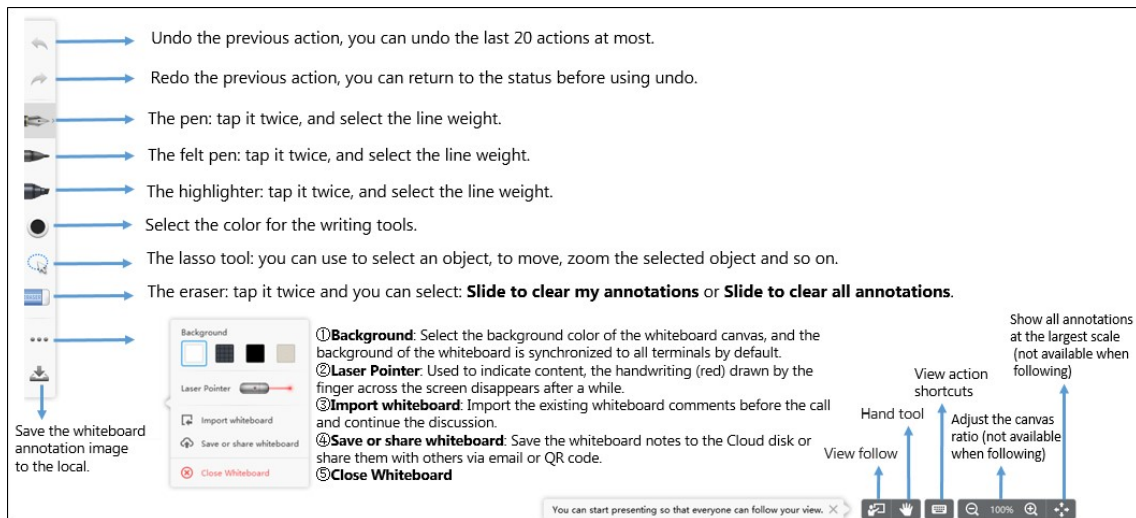 Undo the previous action, you can undo the last 20 actions at most.
Redo the previous action, you can return to the status before using undo.
The pen: tap it twice, and select the line weight.
The felt pen: tap it twice, and select the line weight.
The highlighter: tap it twice, and select the line weight.
Select the color for the writing tools.
The lasso tool: you can use to select an object, to move, zoom the selected object and so on.
The eraser: tap it twice and you can select: Slide to clear my annotations or Slide to clear all annotations.
Save the whiteboard
annotation image
to the local.
Background
Laser Pointer
Import whiteboard
Save or share whiteboard
Close Whiteboard
①Background: Select the background color of the whiteboard canvas, and the
background of the whiteboard is synchronized to all terminals by default.
②Laser Pointer: Used to indicate content, the handwriting (red) drawn by the
finger across the screen disappears after a while.
③Import whiteboard: Import the existing whiteboard comments before the call
and continue the discussion.
④Save or share whiteboard: Save the whiteboard notes to the Cloud disk or
share them with others via email or QR code.
⑤Close Whiteboard
View follow
Hand tool
View action
shortcuts
Adjust the canvas
ratio (not available
when following)
Show all annotations
at the largest scale
(not available when
following)
You can start presenting so that everyone can follow your view.
100%